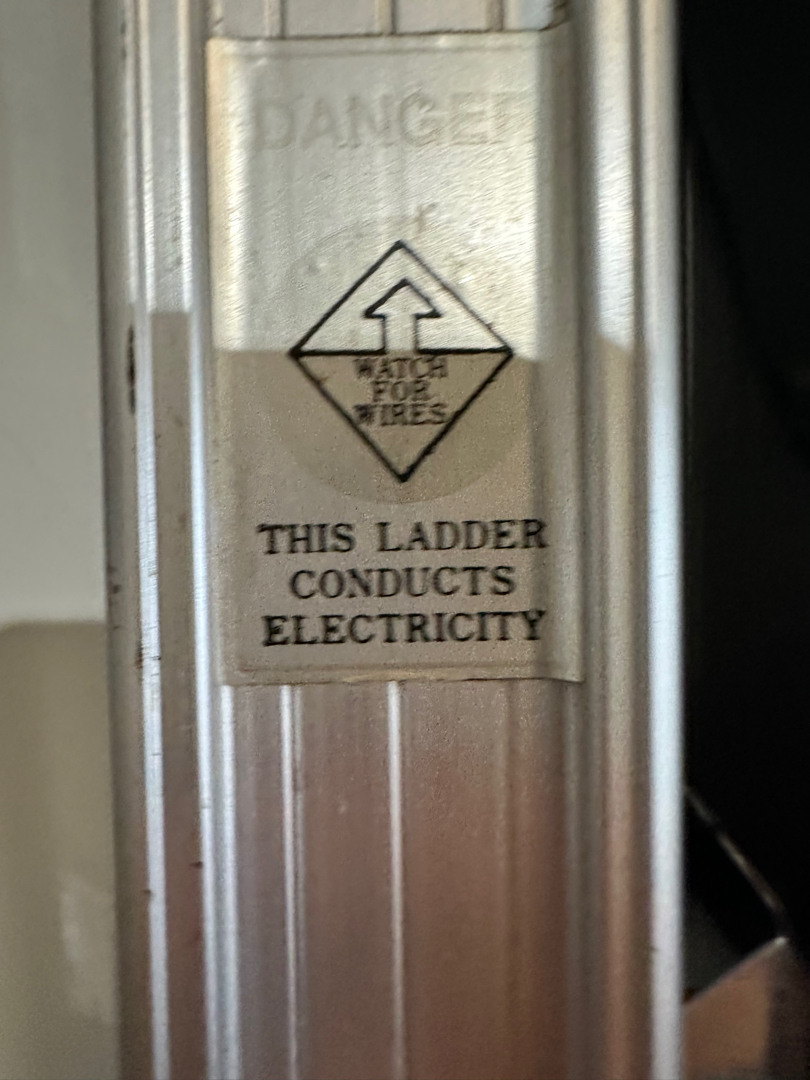 DANGER
WATCH
FOR
WIRES
THIS LADDER
CONDUCTS
ELECTRICITY